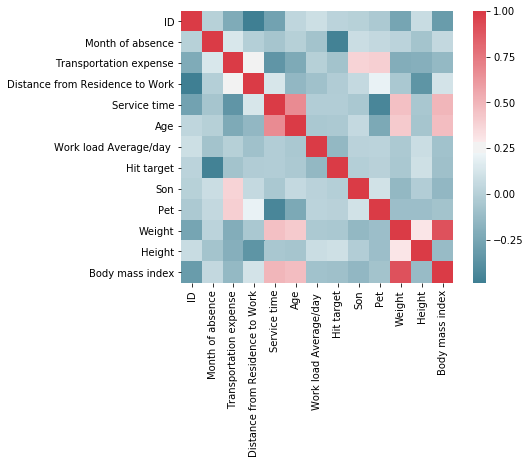 ID
Month of absence
Transportation expense
Distance from Residence to Work
Service time
Age
Work load Average/day
Hit target
Son
Pet
Weight
Height
Body mass index
ID
Month of absence
Transportation expense
Distance from Residence to Work
Service time
Age
Work load Average/day
Hit target
Son
Pet
Weight
Height
Body mass index
1.00
0.75
0.50
0.25
0.00
−0.25